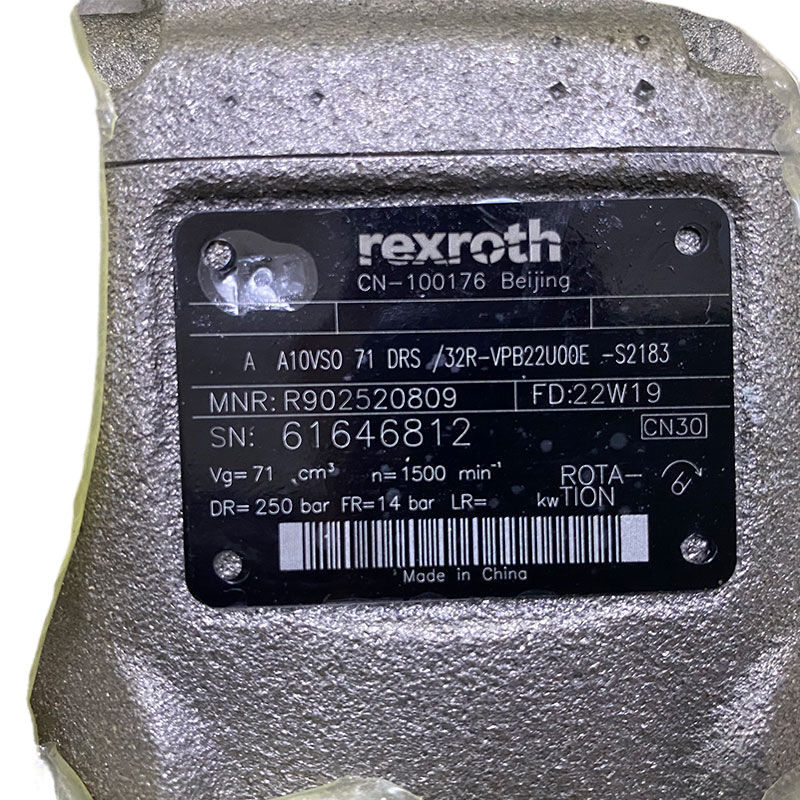 rexroth
CN-100176 Beijing
A A10VSO 71 DRS /32R-VPB22U00E -S2183
MNR: R902520809 FD:22W19
SN: 61646812 CN30
Vg= 71 cm³ n= 1500 min⁻¹ ROTA-
DR= 250 bar FR= 14 bar LR= kw TION
Made in China